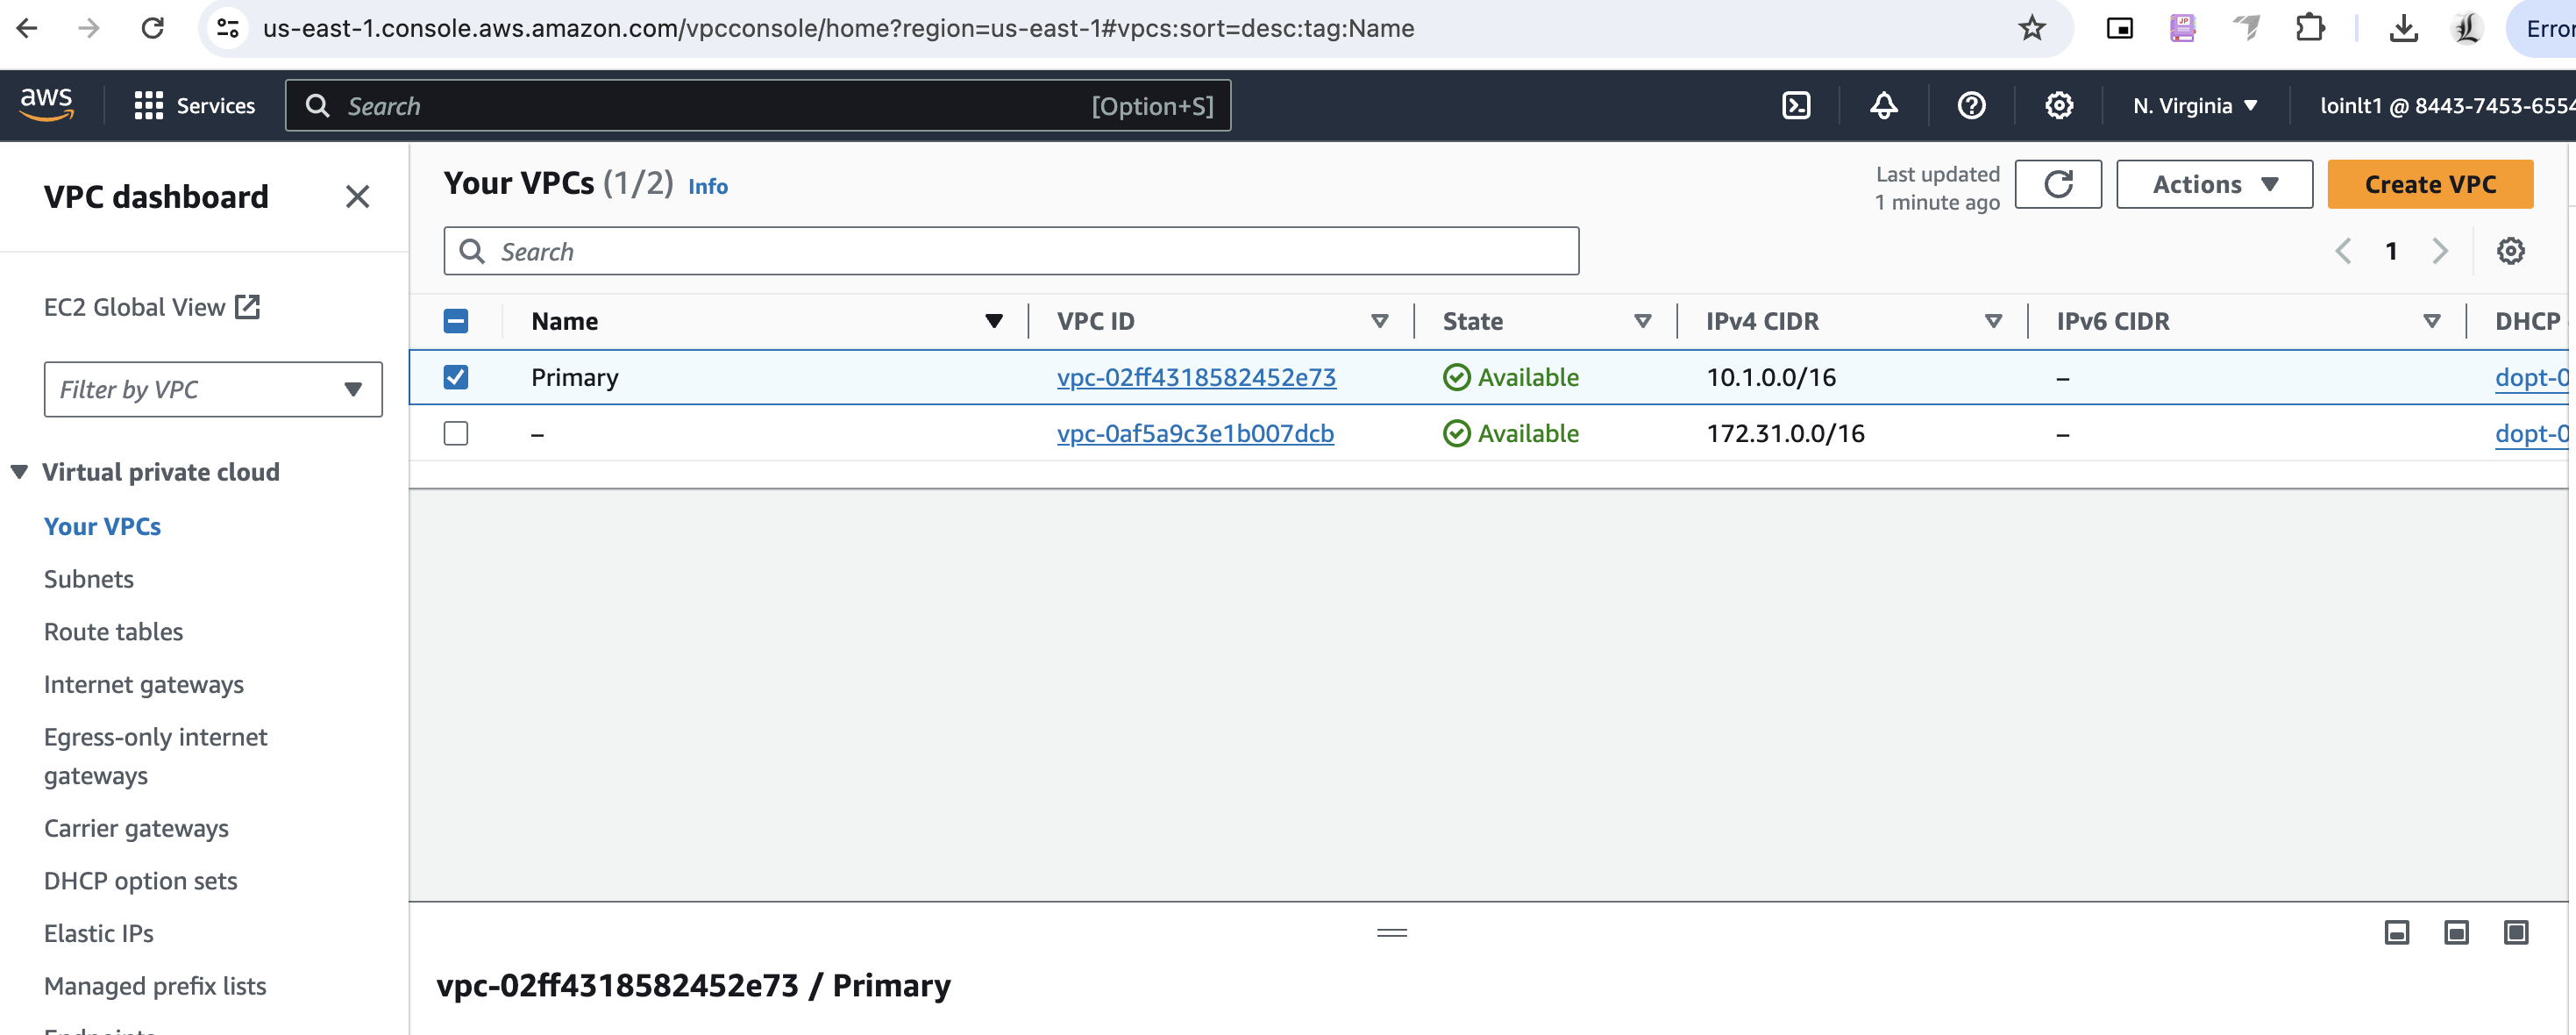 us-east-1.console.aws.amazon.com/vpcconsole/home?region=us-east-1#vpcs:sort=desc:tag:Name
JP
aws
Services
Search
[Option+S]
N. Virginia
loinlt1 @ 8443-7453-6554
VPC dashboard
EC2 Global View
Filter by VPC
Virtual private cloud
Your VPCs
Subnets
Route tables
Internet gateways
Egress-only internet
gateways
Carrier gateways
DHCP option sets
Elastic IPs
Managed prefix lists
Your VPCs (1/2) Info
Last updated
1 minute ago
Actions
Create VPC
Search
1
Name VPC ID State IPv4 CIDR IPv6 CIDR DHCP
Primary vpc-02ff4318582452e73 Available 10.1.0.0/16 – dopt-0
– vpc-0af5a9c3e1b007dcb Available 172.31.0.0/16 – dopt-0
vpc-02ff4318582452e73 / Primary